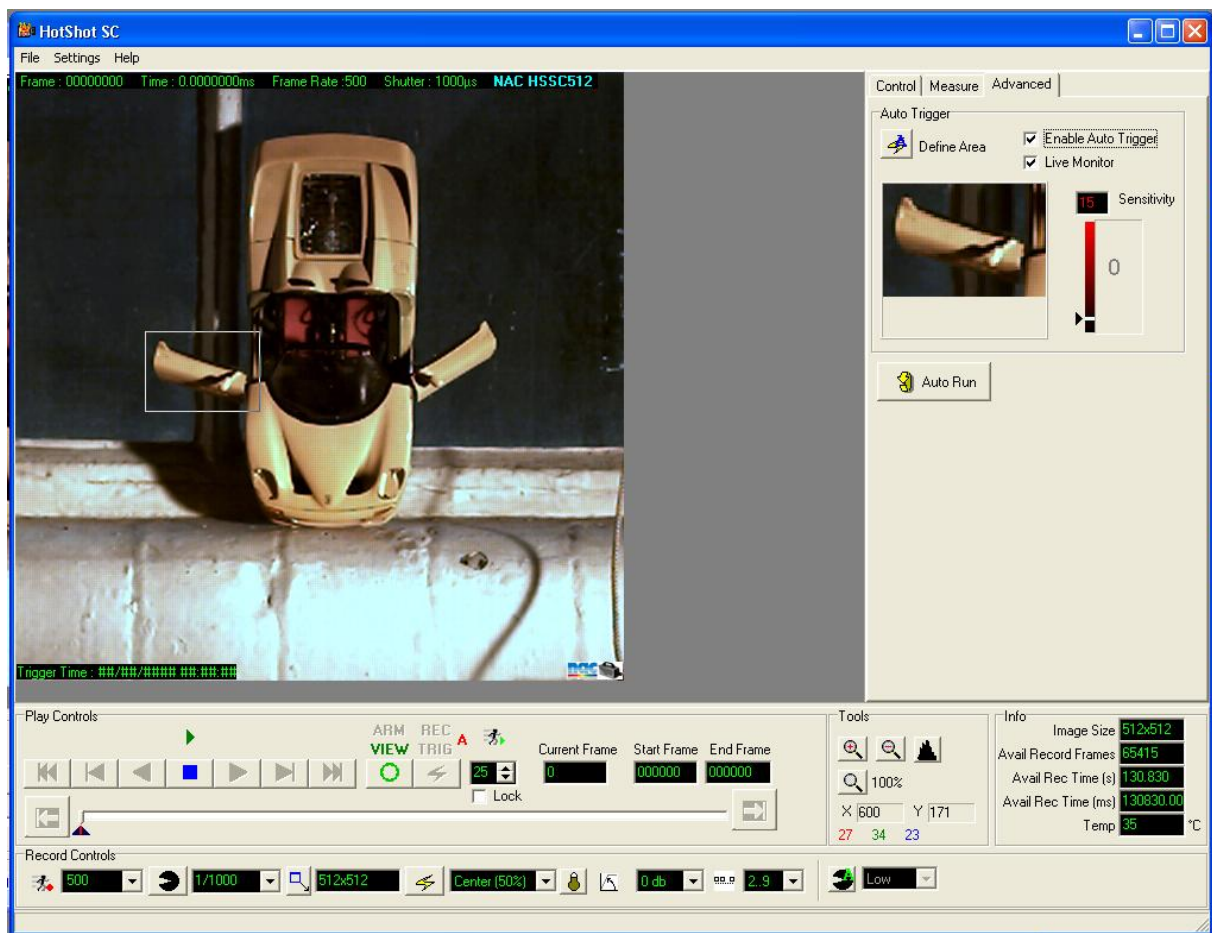 HotShot SC
File Settings Help
Frame : 00000000 Time : 0.0000000ms Frame Rate :500 Shutter : 1000µs NAC HSSC512
Trigger Time : ##/##/#### ##:##:##
nac
Control Measure Advanced
Auto Trigger
Define Area
Enable Auto Trigger
Live Monitor
15 Sensitivity
0
Auto Run
Play Controls
ARM REC
VIEW TRIG A
25
Lock
Current Frame Start Frame End Frame
0 000000 000000
Tools
100%
X 600 Y 171
27 34 23
Info
Image Size 512x512
Avail Record Frames 65415
Avail Rec Time (s) 130.830
Avail Rec Time (ms) 130830.00
Temp 35 °C
Record Controls
500 1/1000 512x512 Center (50%) 0 db 2..9 Low